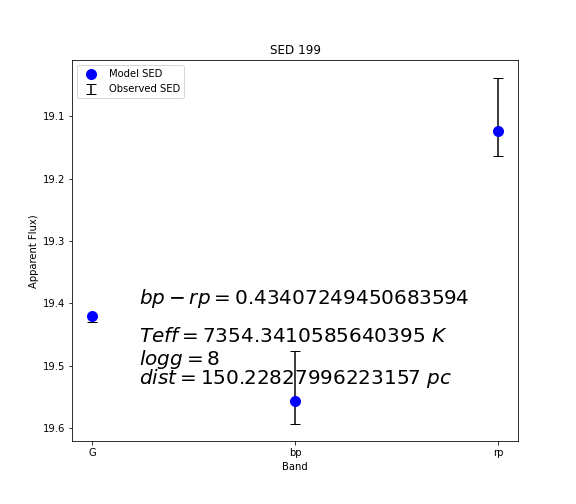 SED 199
Model SED
Observed SED
19.1
19.2
19.3
19.4
19.5
19.6
Apparent Flux)
bp − rp = 0.43407249450683594
Teff = 7354.3410585640395 K
logg = 8
dist = 150.22827996223157 pc
G bp rp
Band